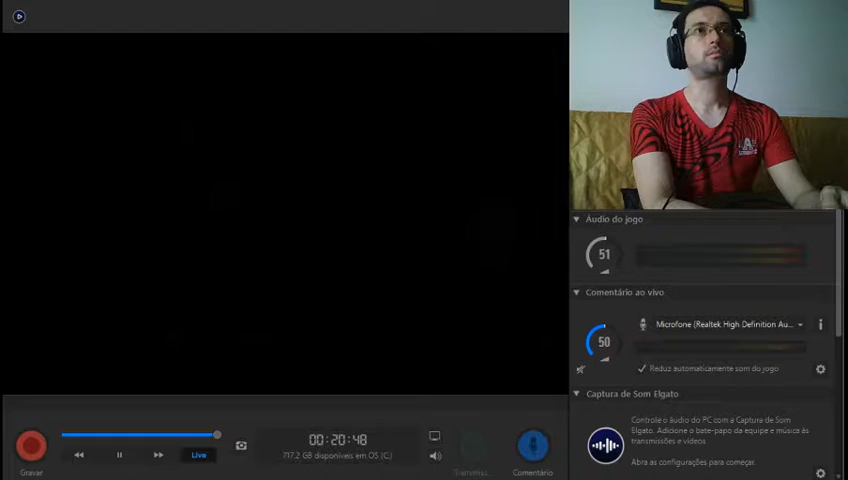 Áudio do jogo
51
Comentário ao vivo
Microfone (Realtek High Definition Au...
50
Reduz automaticamente som do jogo
Captura de Som Elgato
Controle o áudio do PC com a Captura de Som
Elgato. Adicione o bate-papo da equipe e música às
transmissões e vídeos
Abra as configurações para começar.
00:20:48
717.2 GB disponíveis em OS (C:)
Live
Gravar
Transmis...
Comentário